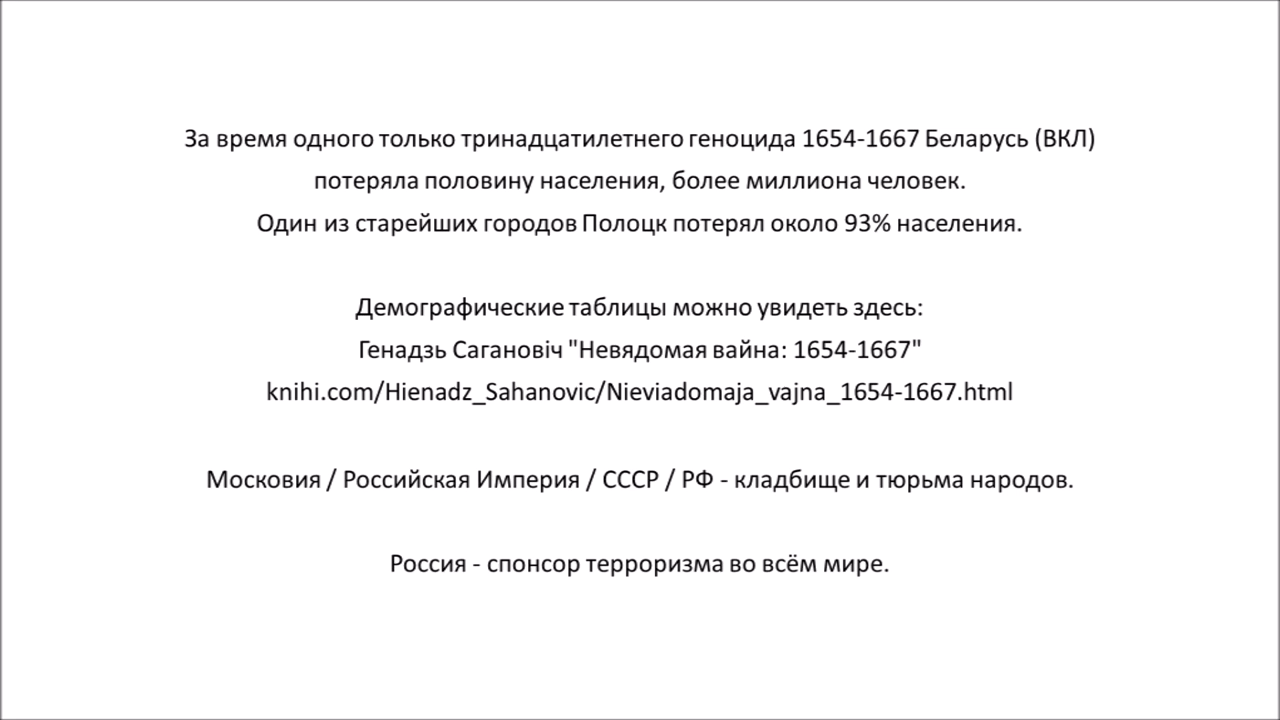 За время одного только тринадцатилетнего геноцида 1654-1667 Беларусь (ВКЛ)
потеряла половину населения, более миллиона человек.
Один из старейших городов Полоцк потерял около 93% населения.
Демографические таблицы можно увидеть здесь:
Генадзь Сагановіч "Невядомая вайна: 1654-1667"
knihi.com/Hienadz_Sahanovic/Nieviadomaja_vajna_1654-1667.html
Московия / Российская Империя / СССР / РФ - кладбище и тюрьма народов.
Россия - спонсор терроризма во всём мире.